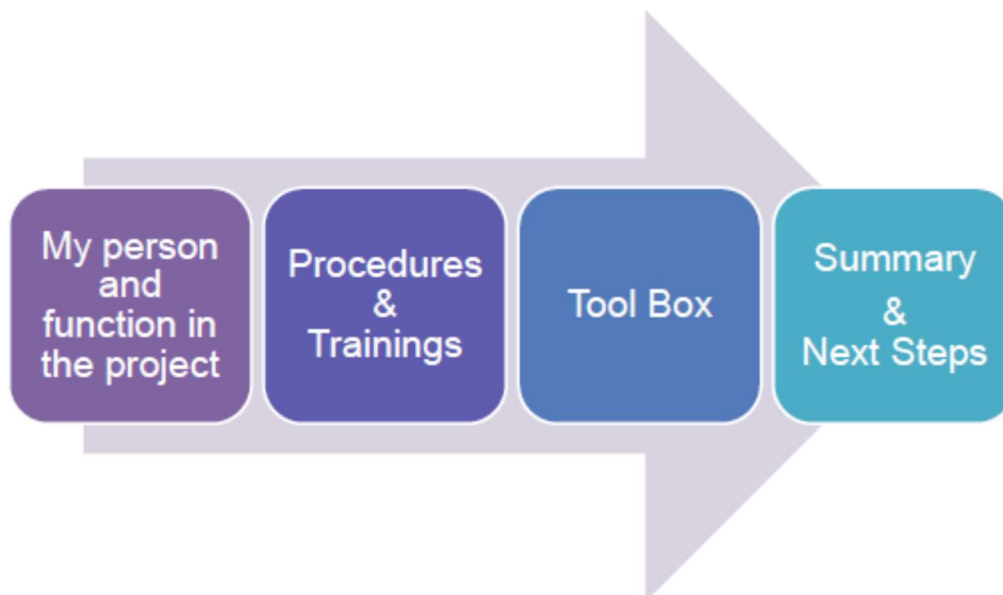 My person
and
function in
the project
Procedures
&
Trainings
Tool Box
Summary
&
Next Steps